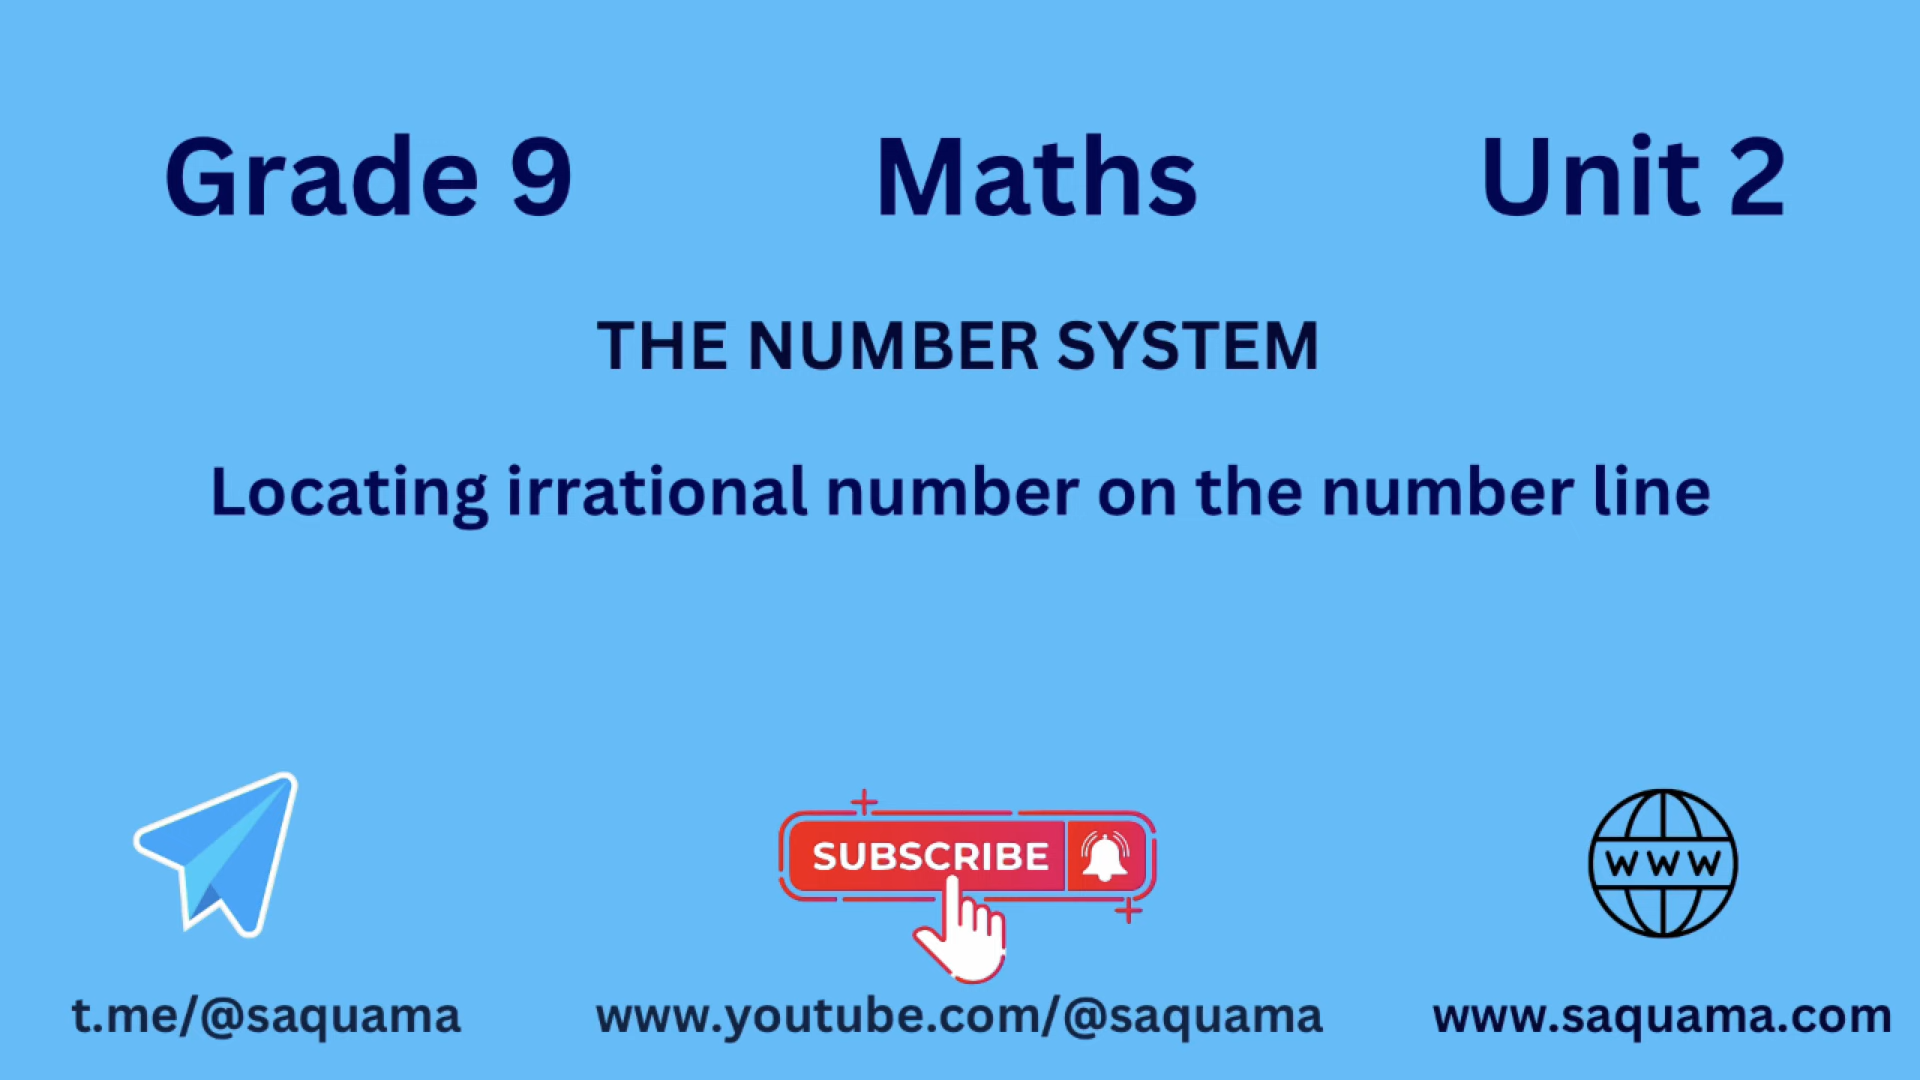 Grade 9 Maths Unit 2
THE NUMBER SYSTEM
Locating irrational number on the number line
SUBSCRIBE
WWW
t.me/@saquama www.youtube.com/@saquama www.saquama.com